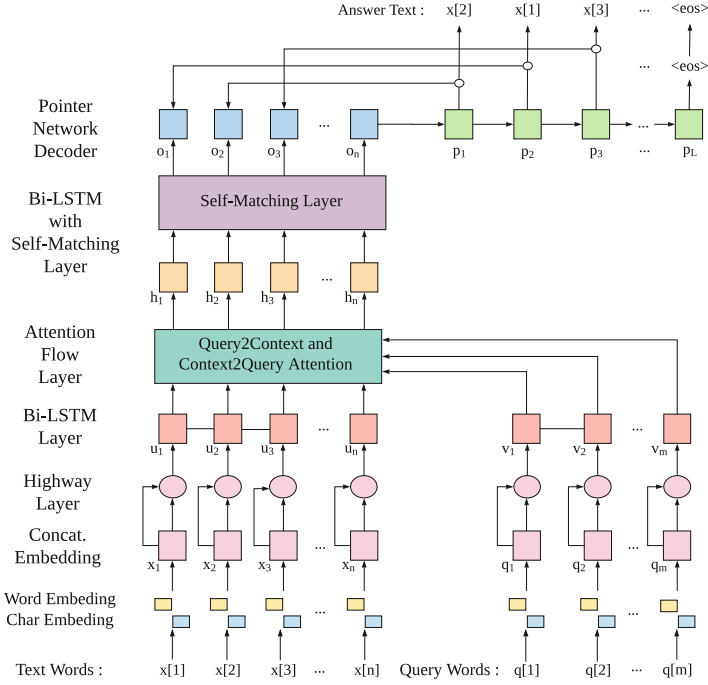 Answer Text : x[2] x[1] x[3] ... <eos>
... <eos>
Pointer
Network
Decoder
...
...
o1 o2 o3 on p1 p2 p3 ... pL
Bi-LSTM
with
Self-Matching
Layer
Self-Matching Layer
...
h1 h2 h3 hn
Attention
Flow
Layer
Query2Context and
Context2Query Attention
Bi-LSTM
Layer
... ...
u1 u2 u3 un v1 v2 vm
Highway
Layer
Concat.
Embedding
... ...
x1 x2 x3 xn q1 q2 qm
Word Embeding
Char Embeding
... ...
Text Words : x[1] x[2] x[3] ... x[n] Query Words : q[1] q[2] ... q[m]